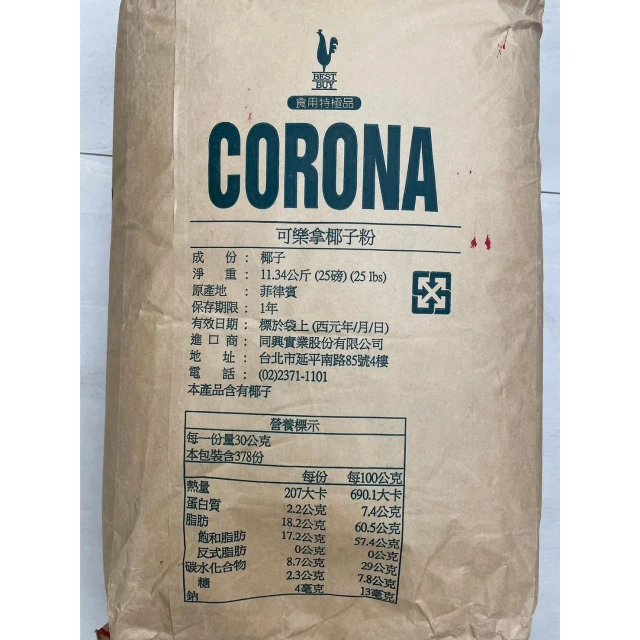 BEST
BUY
食用特極品
CORONA
可樂拿椰子粉
成 份：椰子
淨 重：11.34公斤 (25磅) (25 lbs)
原產地：菲律賓
保存期限：1年
有效日期：標於袋上 (西元年/月/日)
進口商：同興實業股份有限公司
地 址：台北市延平南路85號4樓
電 話：(02)2371-1101
本產品含有椰子
營養標示
每一份量30公克
本包裝含378份
每份 每100公克
熱量 207大卡 690.1大卡
蛋白質 2.2公克 7.4公克
脂肪 18.2公克 60.5公克
飽和脂肪 17.2公克 57.4公克
反式脂肪 0公克 0公克
碳水化合物 8.7公克 29公克
糖 2.3公克 7.8公克
鈉 4毫克 13毫克